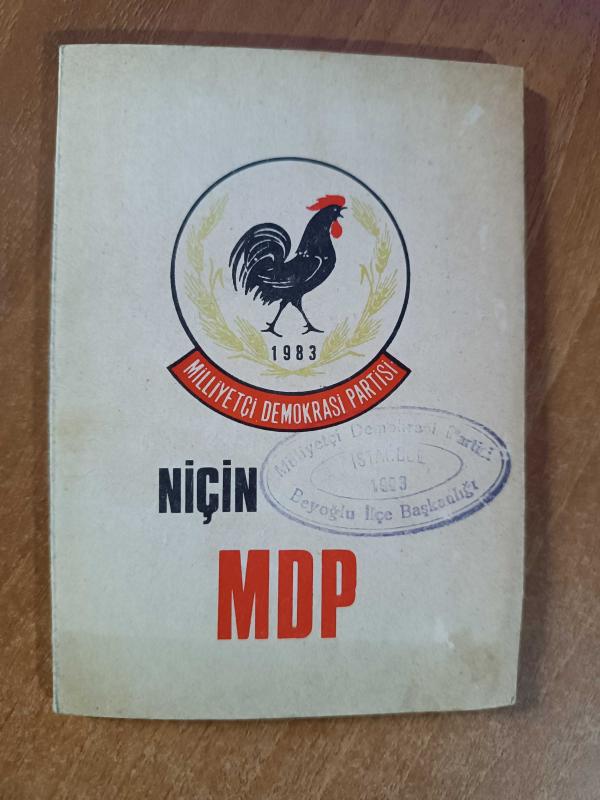 1983
MİLLİYETÇİ DEMOKRASİ PARTİSİ
NİÇİN
MDP
Milliyetçi Demokrasi Partisi
İSTANBUL
1983
Beyoğlu İlçe Başkanlığı